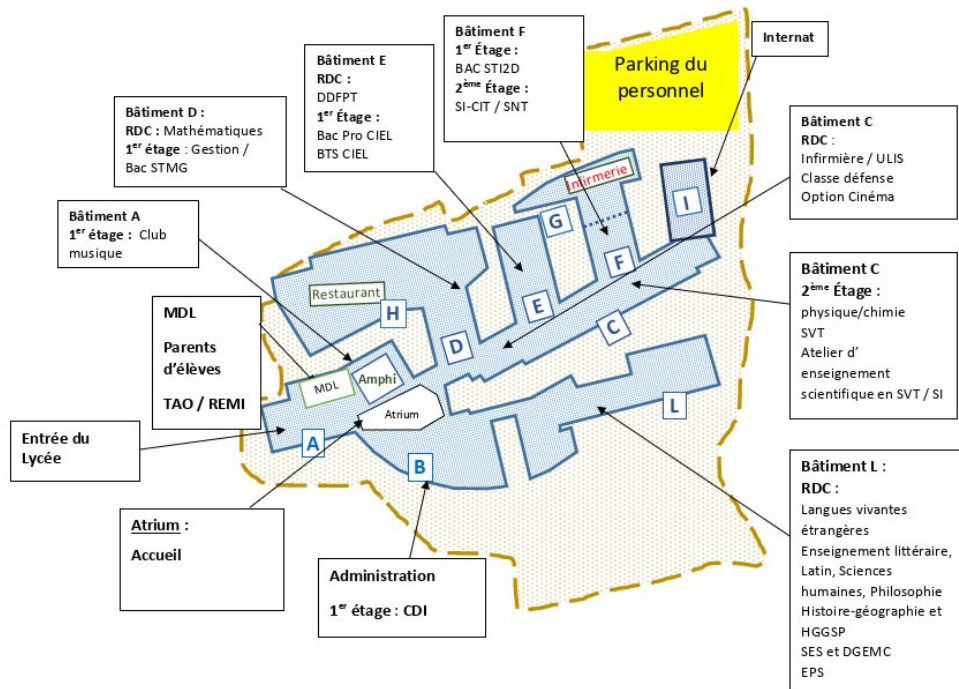 Bâtiment F
1er Étage :
BAC STI2D
2ème Étage :
SI-CIT / SNT
Parking du
personnel
Internat
Bâtiment E
RDC :
DDFPT
1er Étage :
Bac Pro CIEL
BTS CIEL
Bâtiment D :
RDC : Mathématiques
1er étage : Gestion /
Bac STMG
Bâtiment C
RDC :
Infirmière / ULIS
Classe défense
Option Cinéma
Bâtiment A
1er étage : Club
musique
Infirmerie
I
G
F
E
D
C
H
Restaurant
MDL
Parents
d'élèves
TAO / REMI
MDL
Amphi
Atrium
A
B
L
Bâtiment C
2ème Étage :
physique/chimie
SVT
Atelier d'
enseignement
scientifique en SVT / SI
Entrée du
Lycée
Atrium :
Accueil
Administration
1er étage : CDI
Bâtiment L :
RDC :
Langues vivantes
étrangères
Enseignement littéraire,
Latin, Sciences
humaines, Philosophie
Histoire-géographie et
HGGSP
SES et DGEMC
EPS